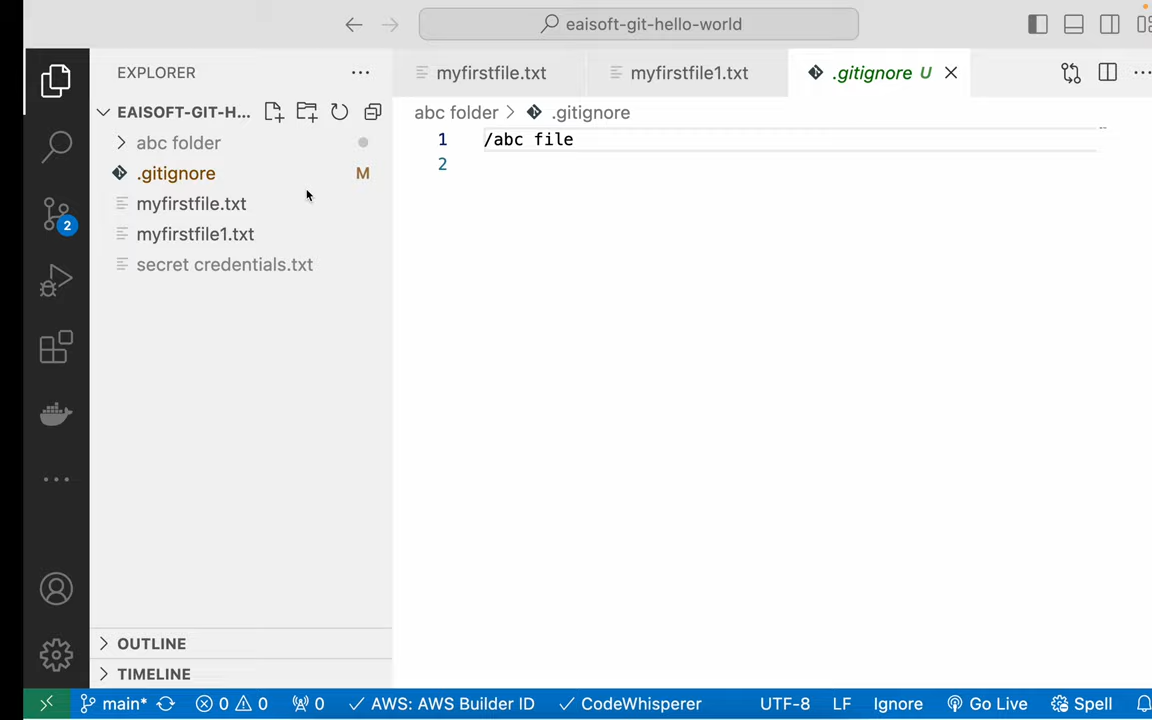 eaisoft-git-hello-world
EXPLORER
myfirstfile.txt
myfirstfile1.txt
.gitignore U
EAISOFT-GIT-H...
abc folder > .gitignore
abc folder
1 /abc file
2
.gitignore M
myfirstfile.txt
2
myfirstfile1.txt
secret credentials.txt
OUTLINE
TIMELINE
main* 0 0 0 AWS: AWS Builder ID CodeWhisperer UTF-8 LF Ignore Go Live Spell